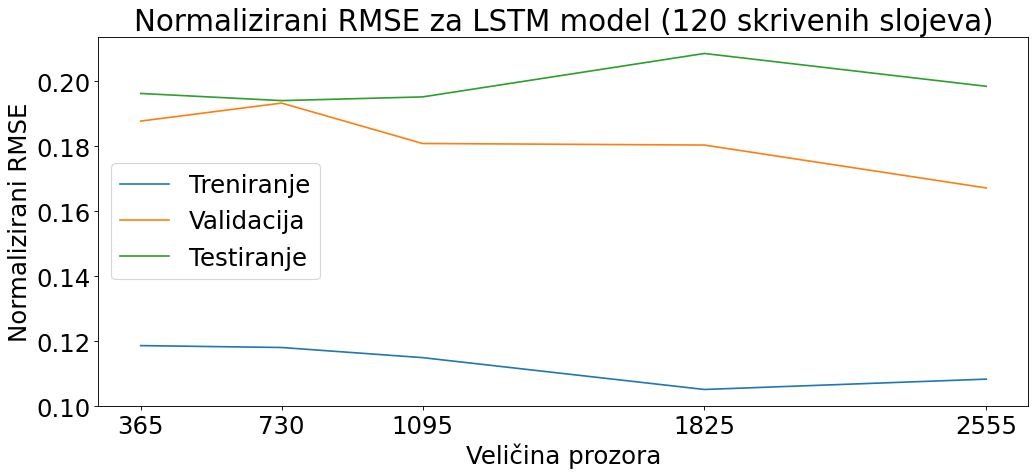 Normalizirani RMSE za LSTM model (120 skrivenih slojeva)
Normalizirani RMSE
0.20
0.18
0.16
0.14
0.12
0.10
Treniranje
Validacija
Testiranje
365 730 1095 1825 2555
Veličina prozora